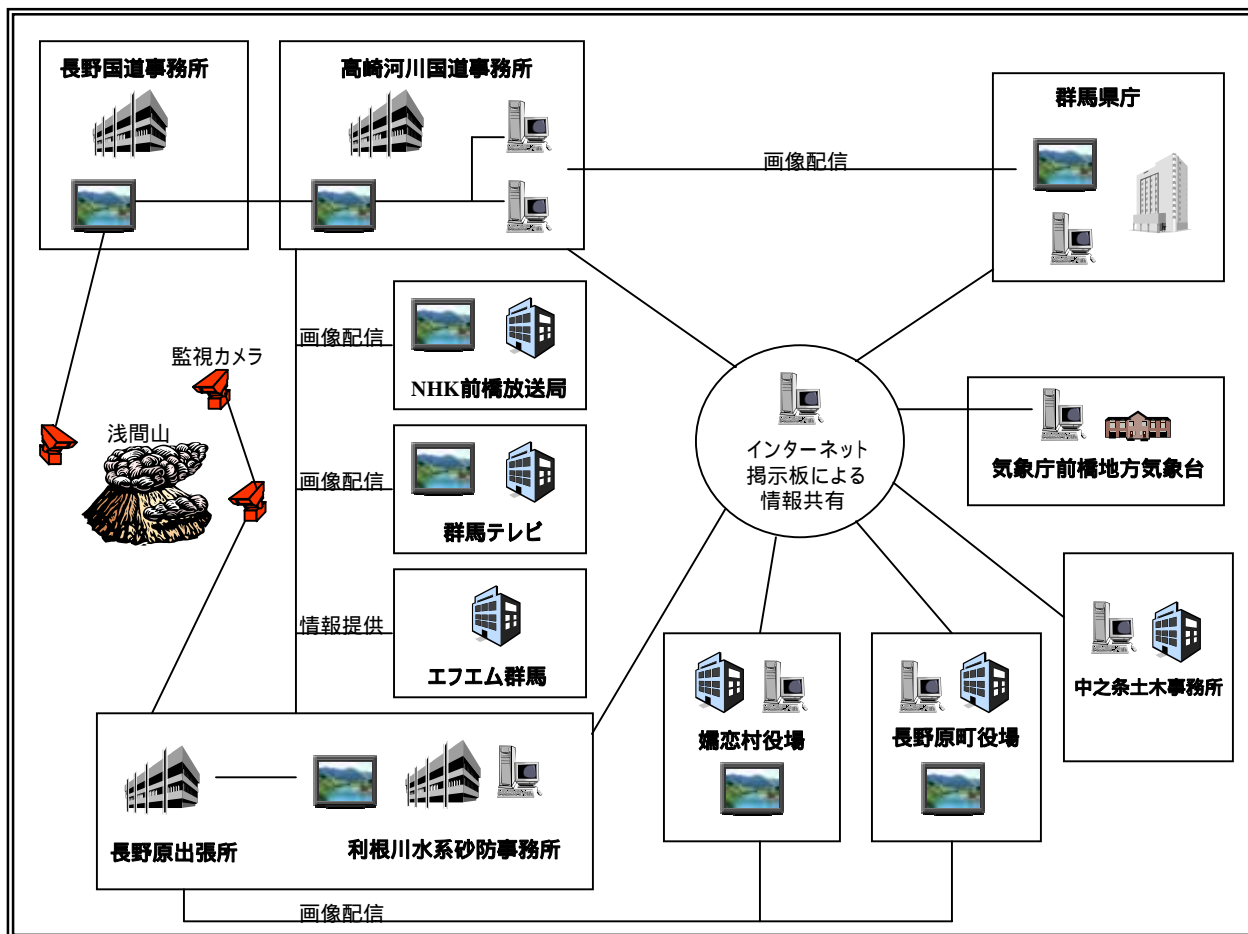 長野国道事務所
高崎河川国道事務所
群馬県庁
画像配信
画像配信
NHK前橋放送局
監視カメラ
浅間山
インターネット
掲示板による
情報共有
気象庁前橋地方気象台
画像配信
群馬テレビ
情報提供
エフエム群馬
中之条土木事務所
嬬恋村役場
長野原町役場
長野原出張所
利根川水系砂防事務所
画像配信